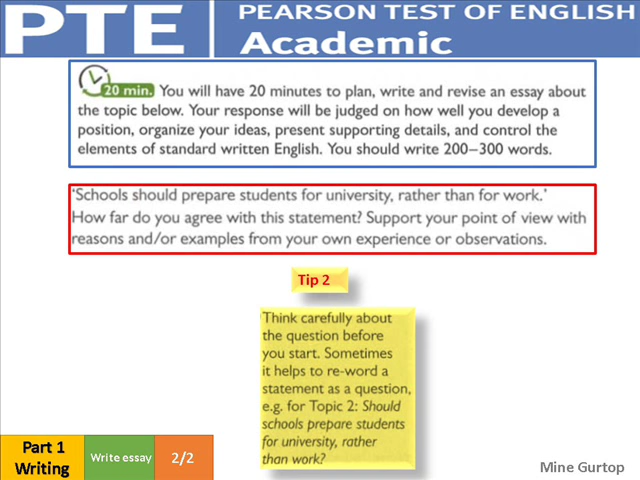 PTE
PEARSON TEST OF ENGLISH
Academic
20 min. You will have 20 minutes to plan, write and revise an essay about
the topic below. Your response will be judged on how well you develop a
position, organize your ideas, present supporting details, and control the
elements of standard written English. You should write 200–300 words.
'Schools should prepare students for university, rather than for work.'
How far do you agree with this statement? Support your point of view with
reasons and/or examples from your own experience or observations.
Tip 2
Think carefully about
the question before
you start. Sometimes
it helps to re-word a
statement as a question,
e.g. for Topic 2: Should
schools prepare students
for university, rather
than work?
Part 1
Writing
Write essay
2/2
Mine Gurtop